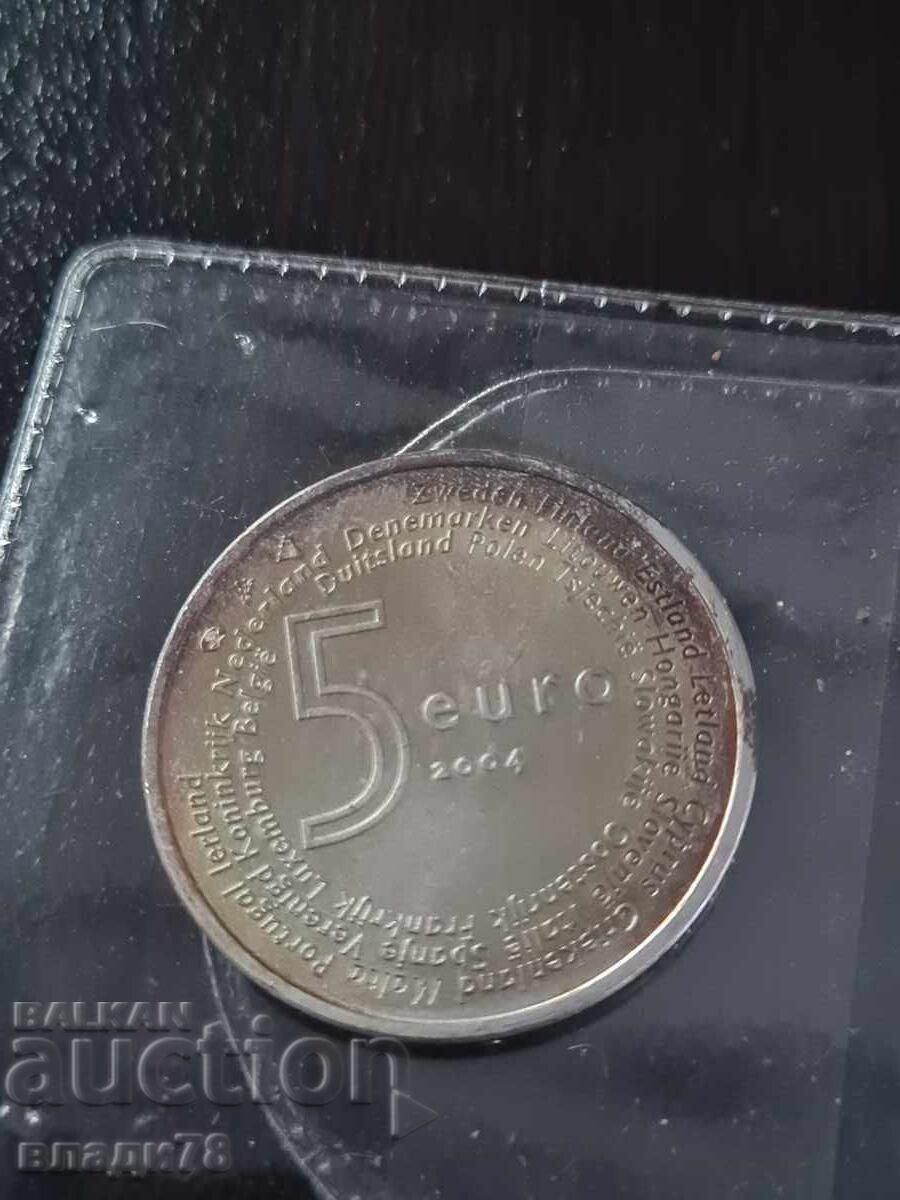 Zweden Finland Estland Letland Cyprus Griekenland Malta Portugal Ierland
Nederland Denemarken Litouwen Hongarije Slovenië Italië Spanje Verenigd Koninkrijk
Duitsland Polen Tsjechië Slowakije Oostenrijk Frankrijk Luxemburg België
5 euro
2004
BALKAN
auction
влади78